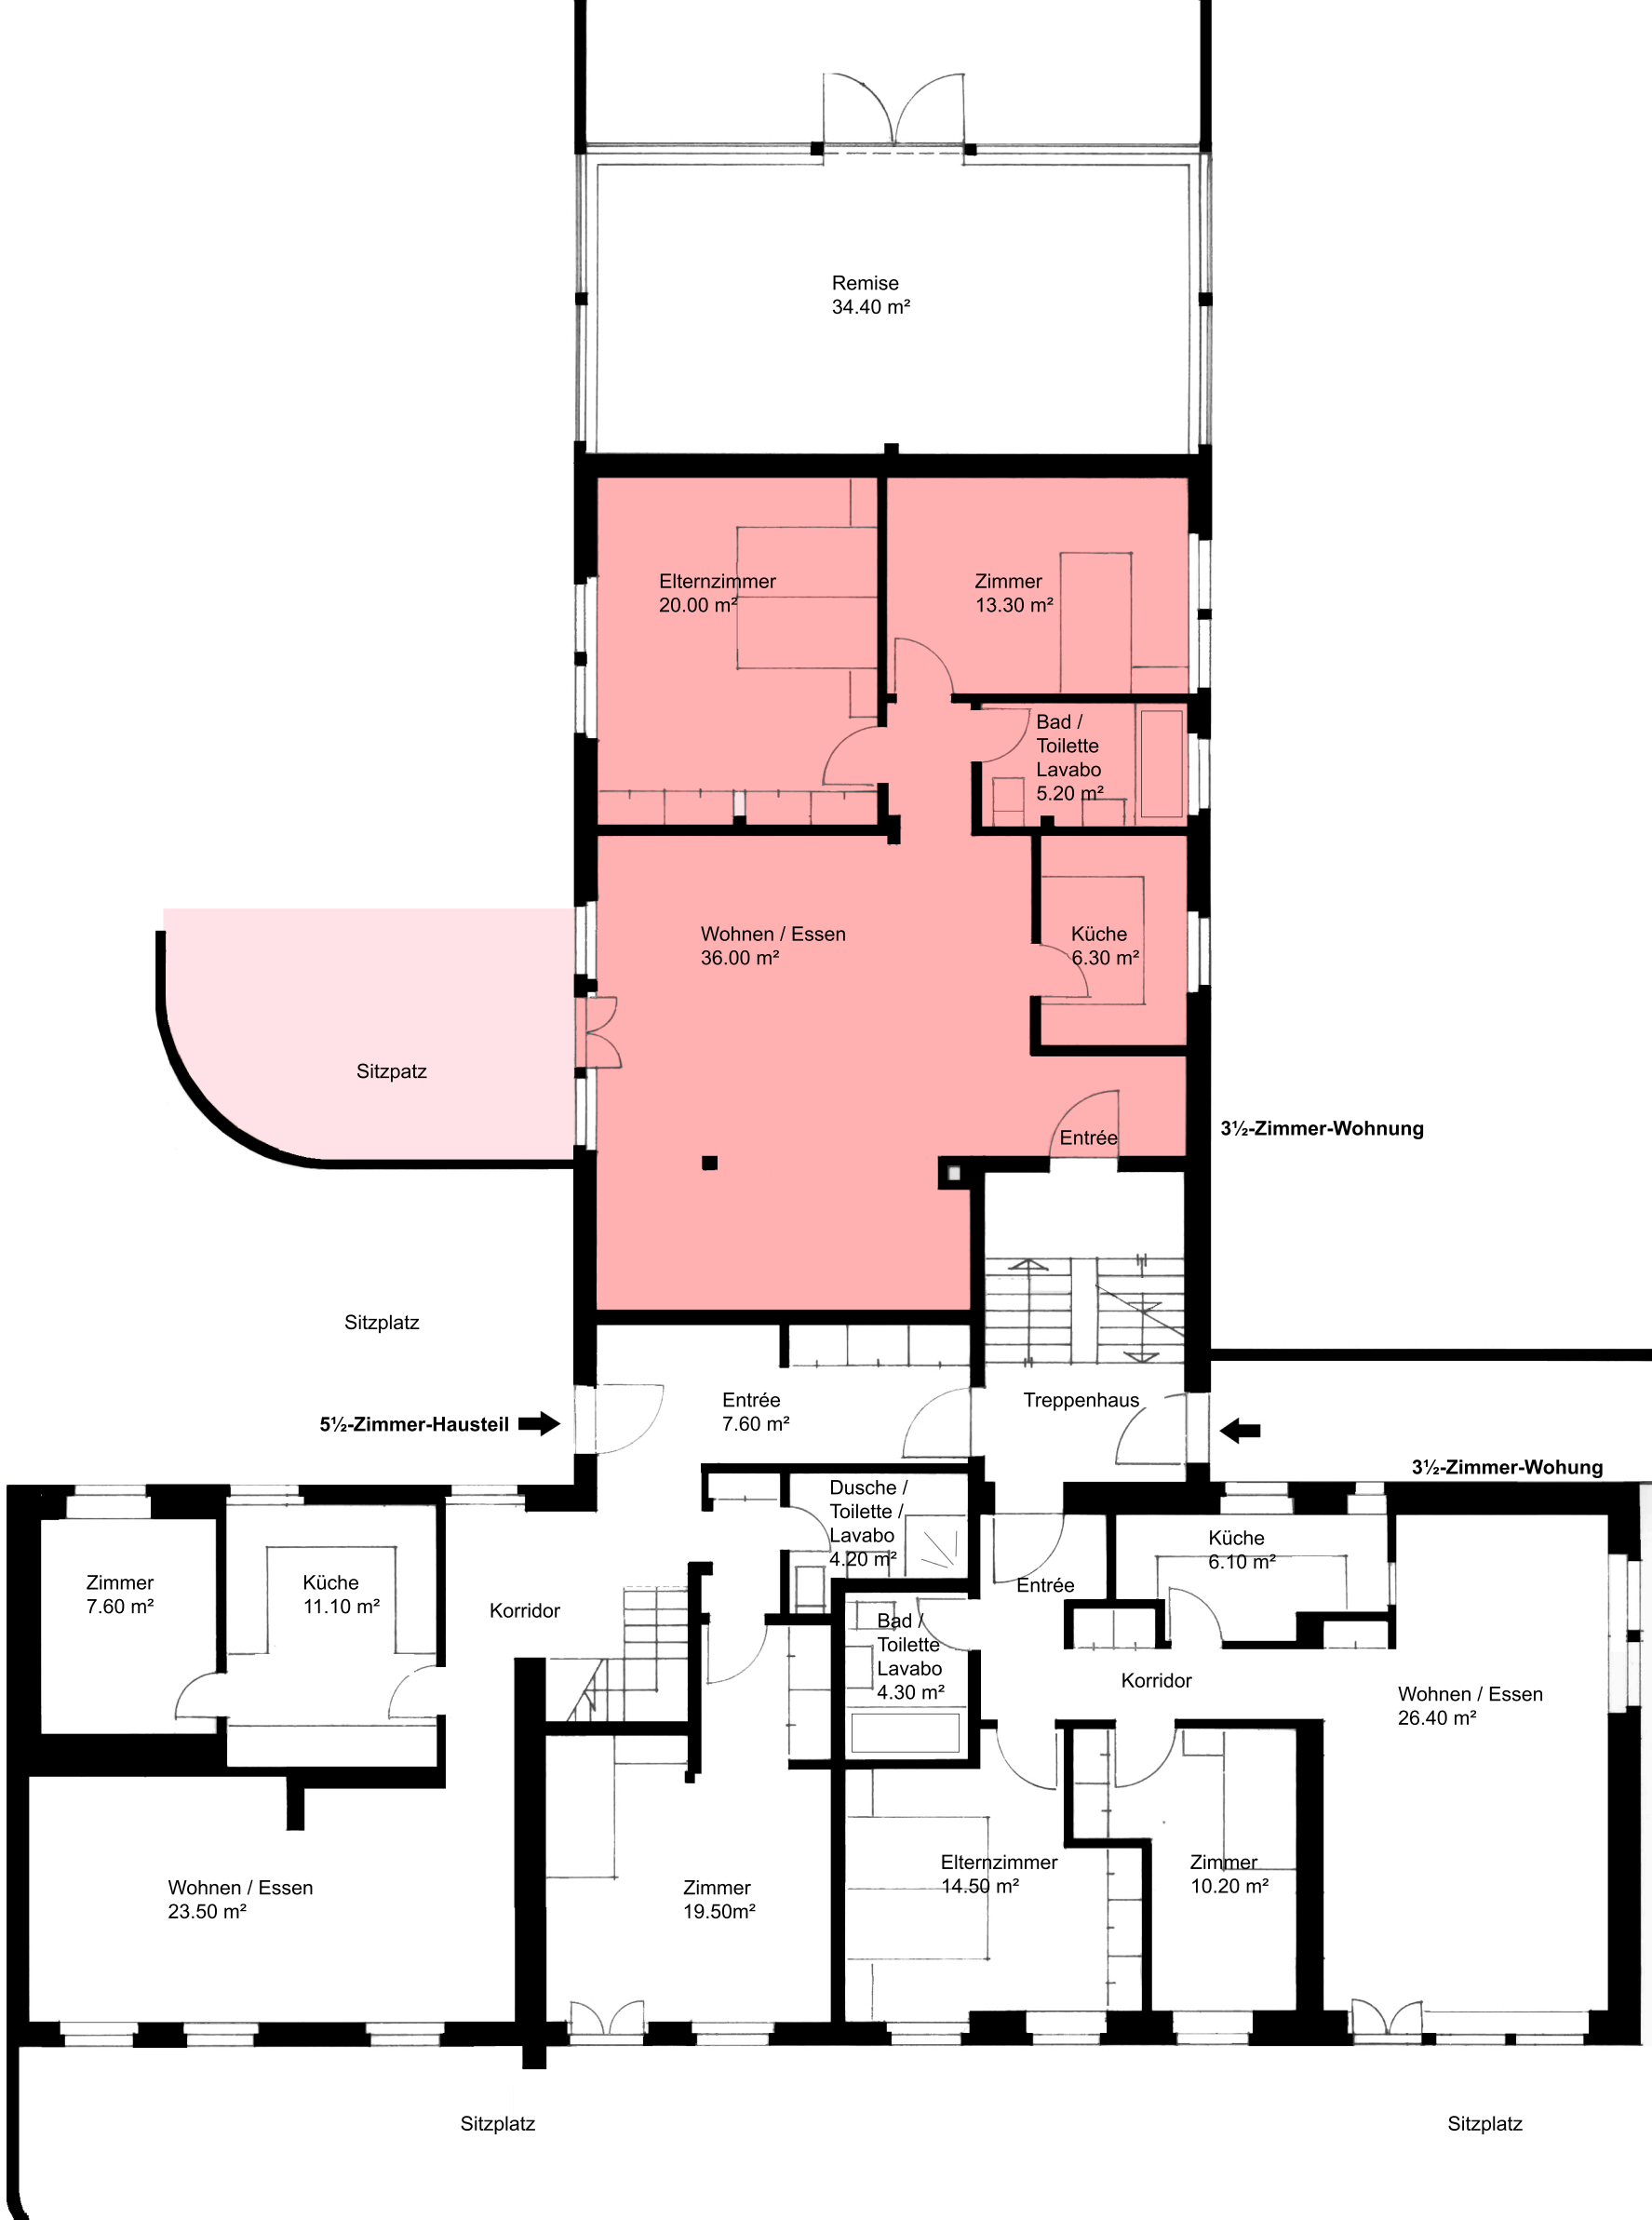 Remise
34.40 m²
Elternzimmer
20.00 m²
Zimmer
13.30 m²
Bad /
Toilette
Lavabo
5.20 m²
Wohnen / Essen
36.00 m²
Küche
6.30 m²
Sitzpatz
Entrée
3½-Zimmer-Wohnung
Sitzplatz
Entrée
7.60 m²
Treppenhaus
5½-Zimmer-Hausteil
3½-Zimmer-Wohung
Dusche /
Toilette /
Lavabo
4.20 m²
Küche
6.10 m²
Zimmer
7.60 m²
Küche
11.10 m²
Korridor
Entrée
Bad /
Toilette
Lavabo
4.30 m²
Korridor
Wohnen / Essen
26.40 m²
Wohnen / Essen
23.50 m²
Zimmer
19.50m²
Elternzimmer
14.50 m²
Zimmer
10.20 m²
Sitzplatz
Sitzplatz